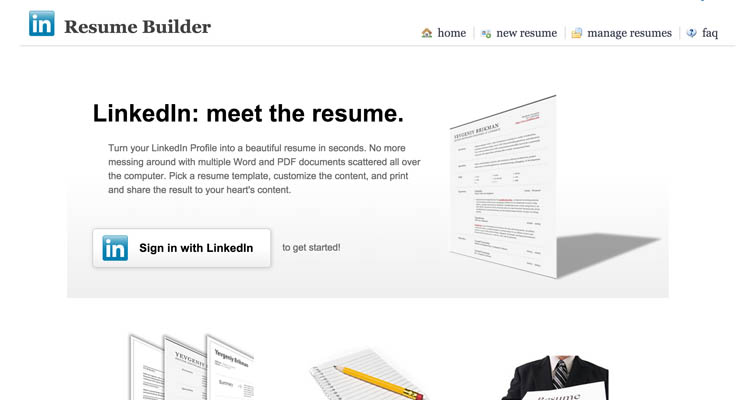 in Resume Builder
home new resume manage resumes faq
LinkedIn: meet the resume.
Turn your LinkedIn Profile into a beautiful resume in seconds. No more
messing around with multiple Word and PDF documents scattered all over
the computer. Pick a resume template, customize the content, and print
and share the result to your heart's content.
YEVGENIY BRIKMAN
in Sign in with LinkedIn to get started!
YEVGENIY
Yevgeniy Brikman
Summary
Resume